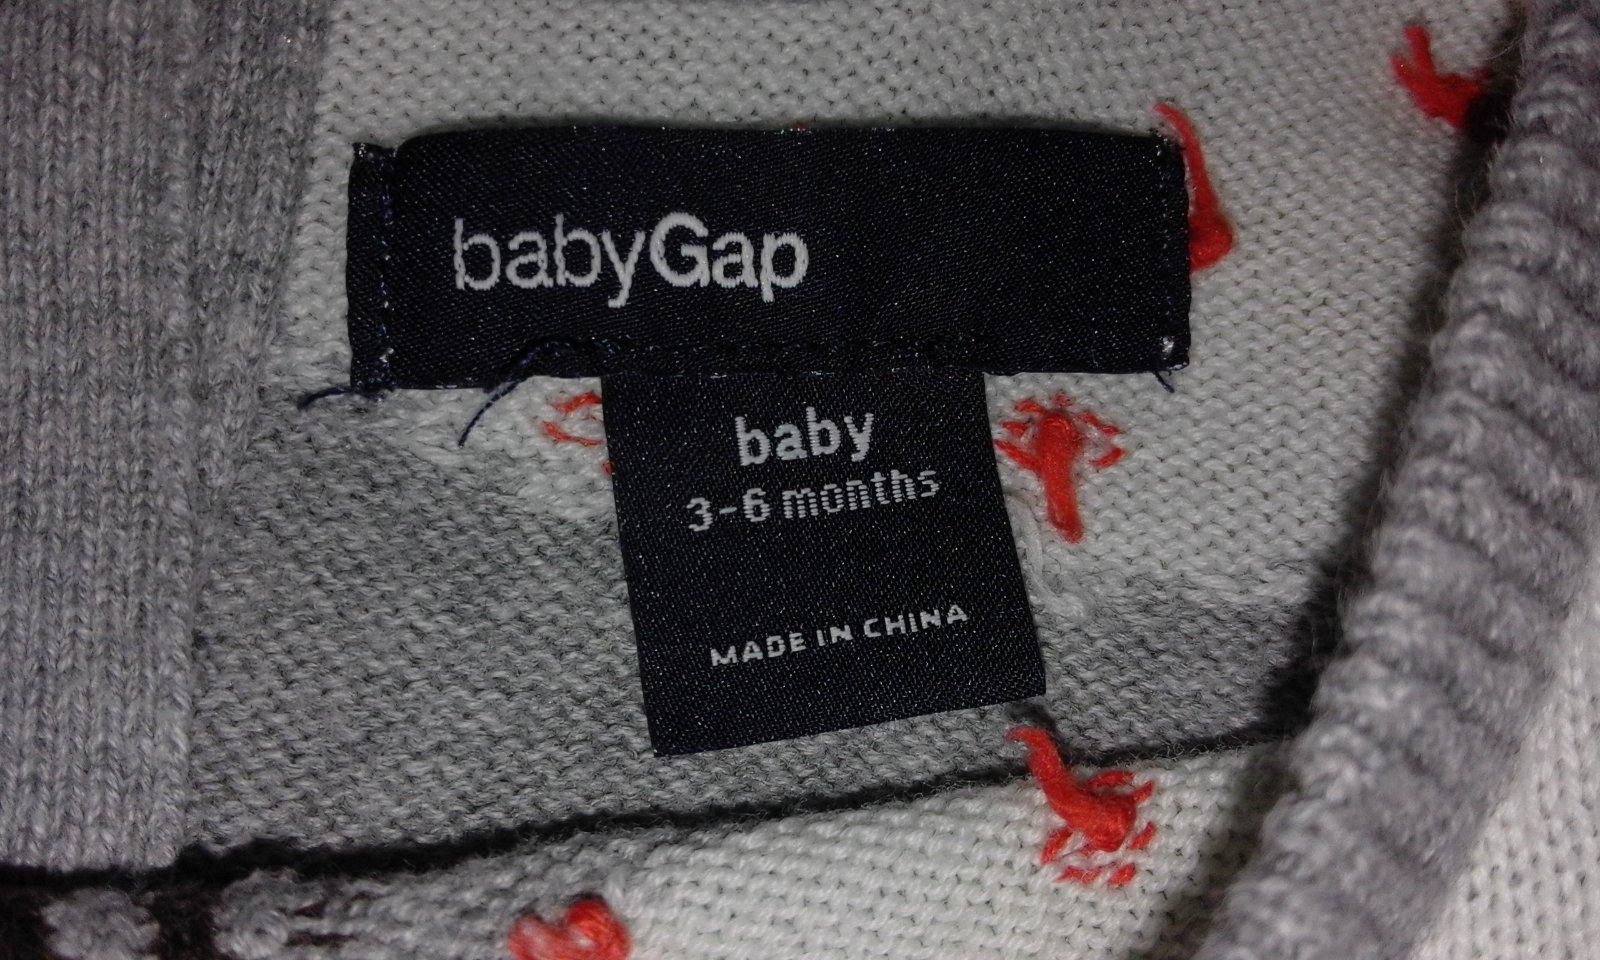 babyGap
baby
3-6 months
MADE IN CHINA